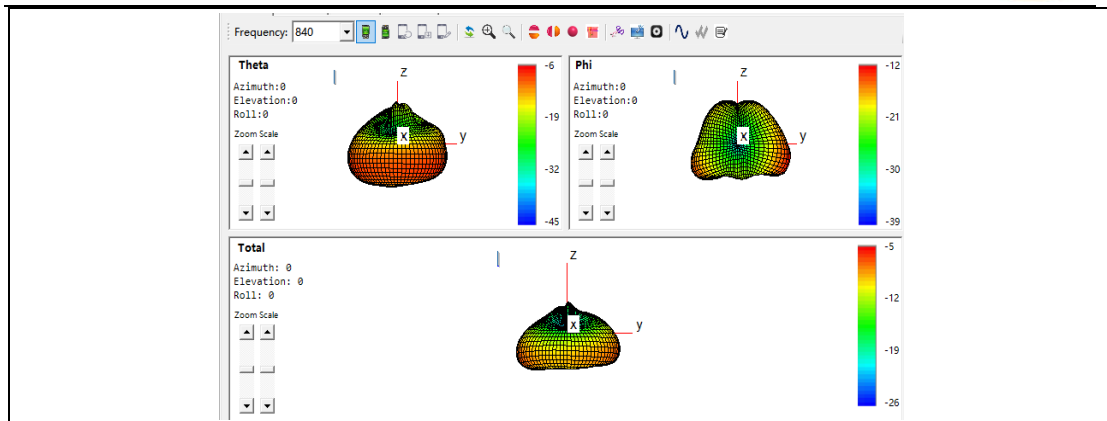 Frequency: 840
Theta
Azimuth:0
Elevation:0
Roll:0
Zoom Scale
z
y
x
-6
-19
-32
-45
Phi
Azimuth:0
Elevation:0
Roll:0
Zoom Scale
z
y
x
-12
-21
-30
-39
Total
Azimuth: 0
Elevation: 0
Roll: 0
Zoom Scale
z
y
x
-5
-12
-19
-26